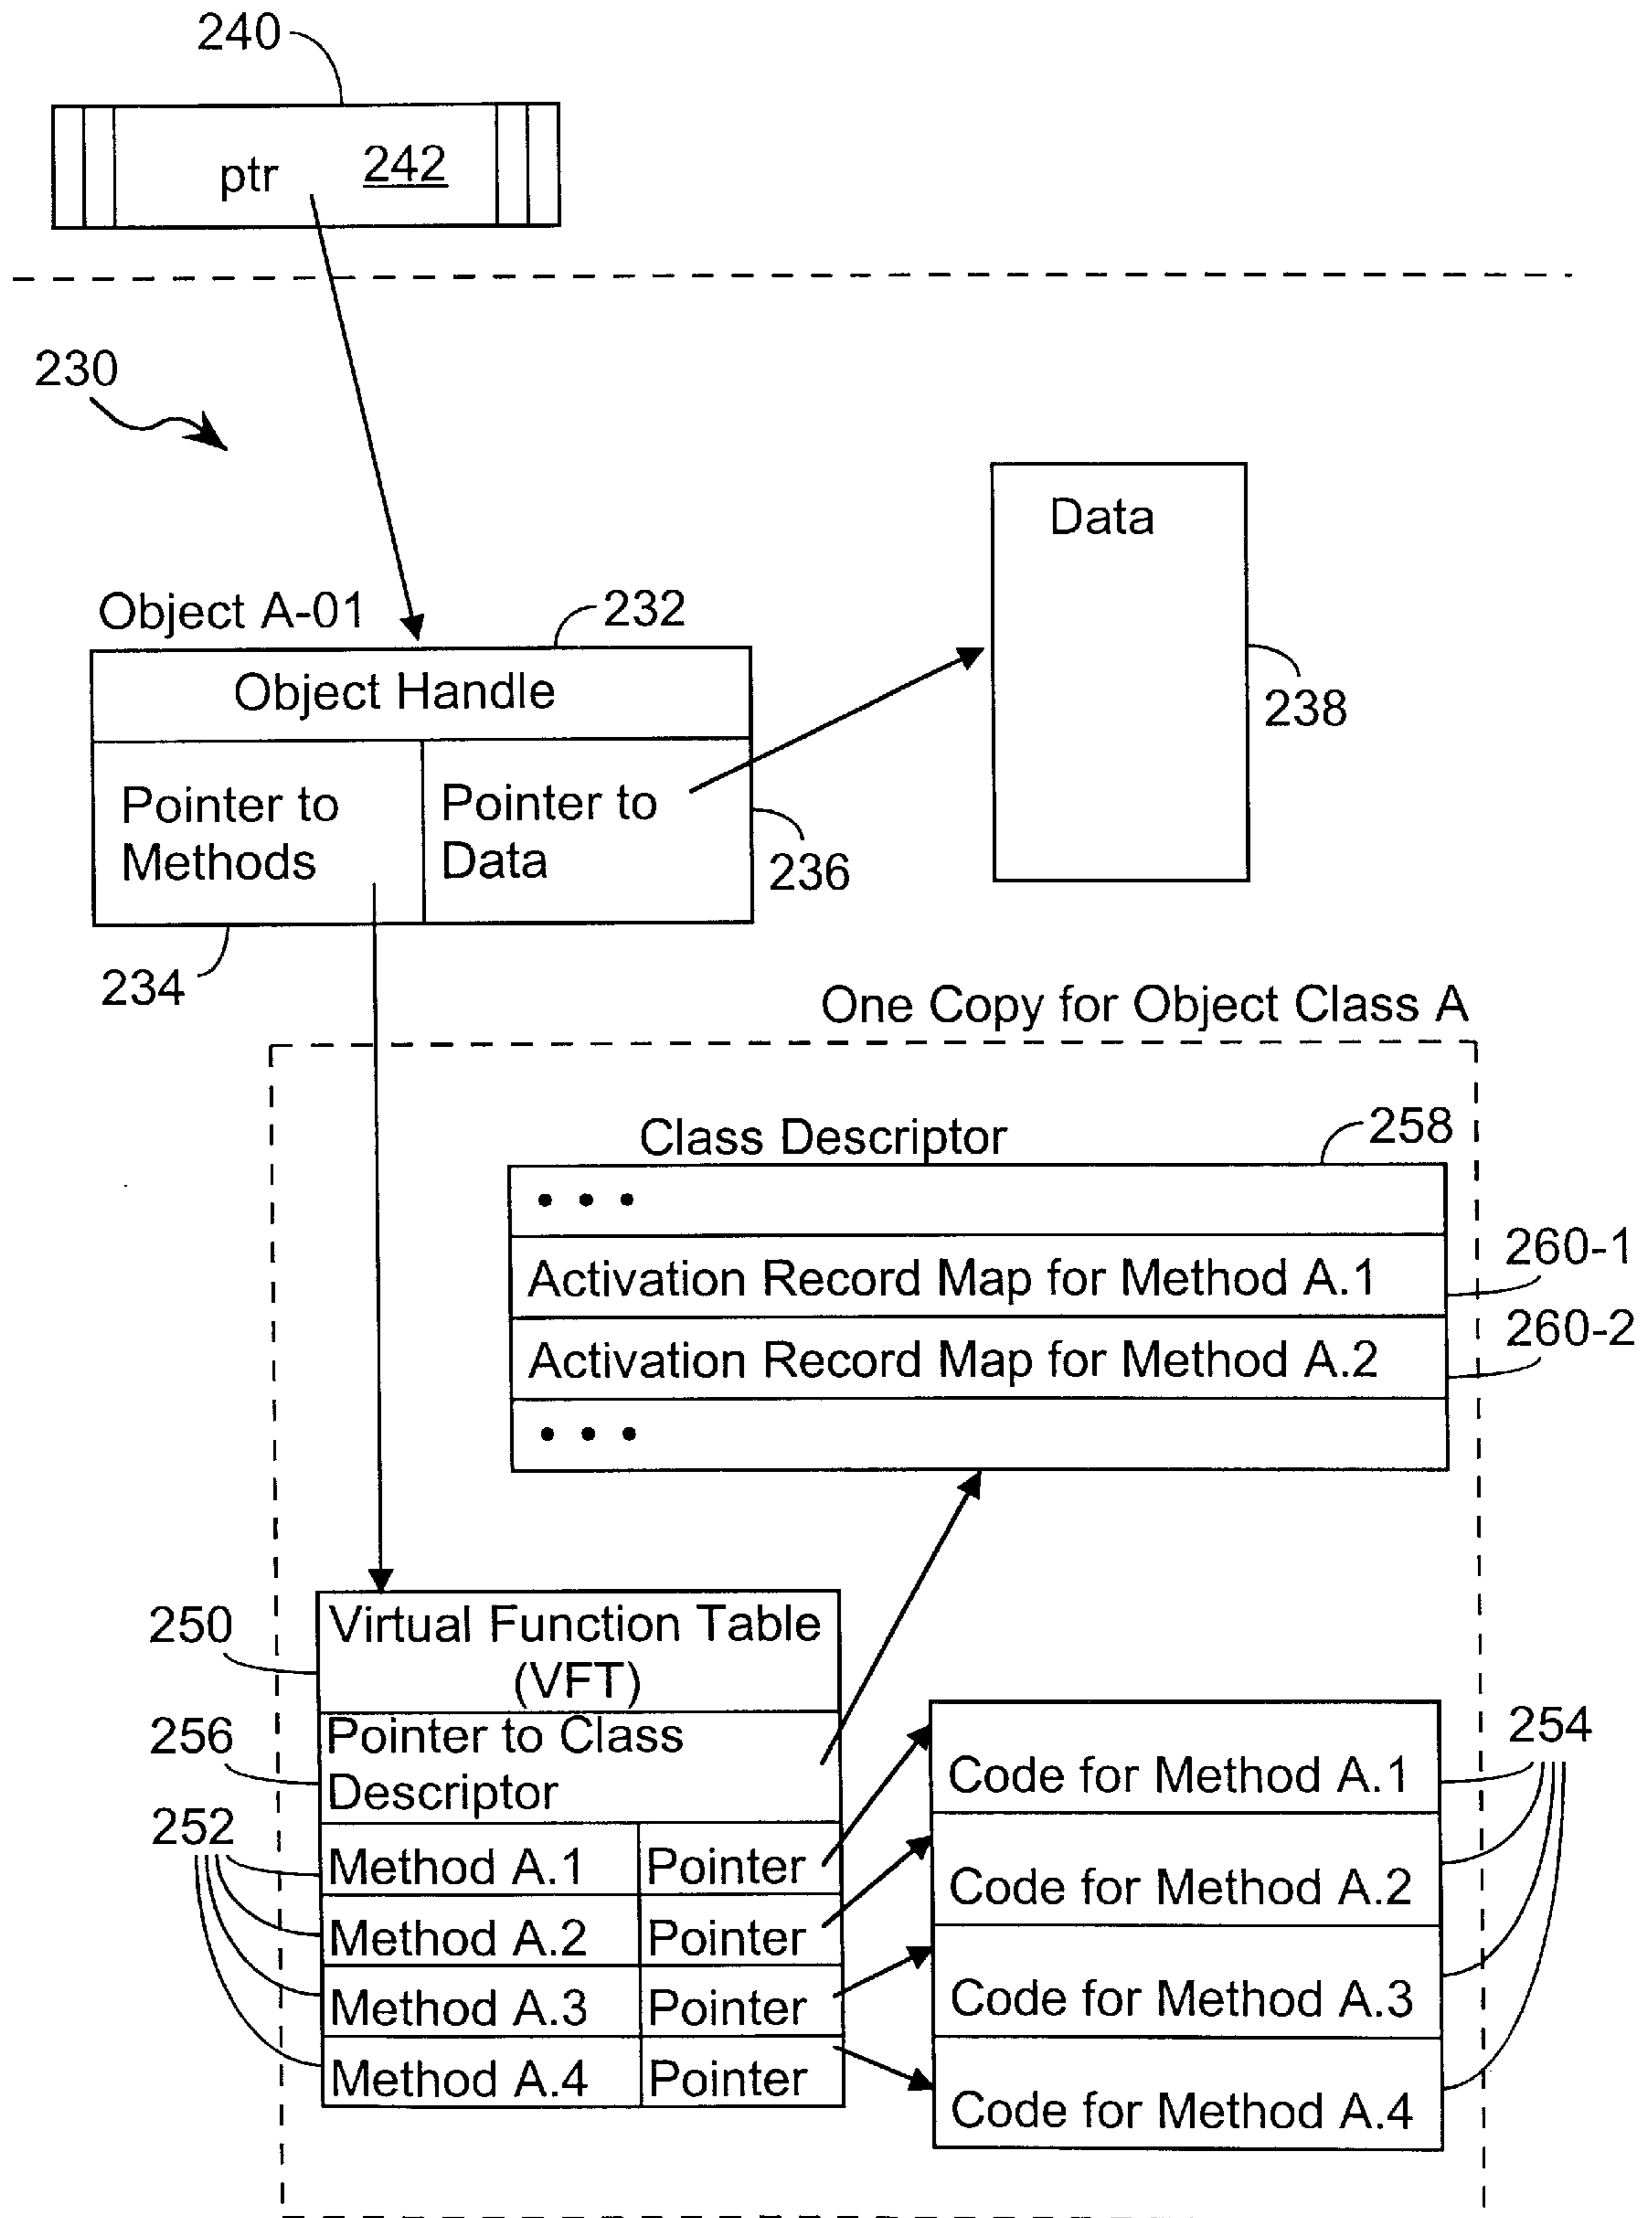 240
ptr 242
230
Data
Object A-01
232
Object Handle
238
Pointer to
Methods
Pointer to
Data
236
234
One Copy for Object Class A
Class Descriptor
258
• • •
260-1
Activation Record Map for Method A.1
260-2
Activation Record Map for Method A.2
• • •
250
Virtual Function Table
(VFT)
256
Pointer to Class
Descriptor
254
Code for Method A.1
252
Method A.1 Pointer
Code for Method A.2
Method A.2 Pointer
Code for Method A.3
Method A.3 Pointer
Method A.4 Pointer
Code for Method A.4